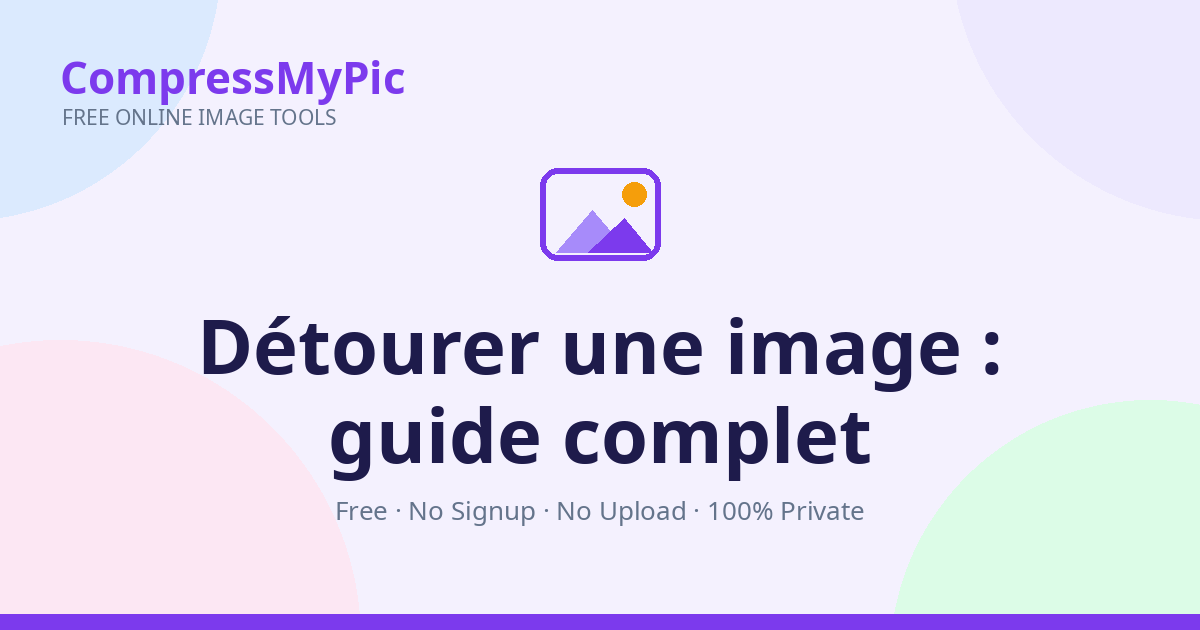 CompressMyPic
FREE ONLINE IMAGE TOOLS
Détourer une image :
guide complet
Free · No Signup · No Upload · 100% Private